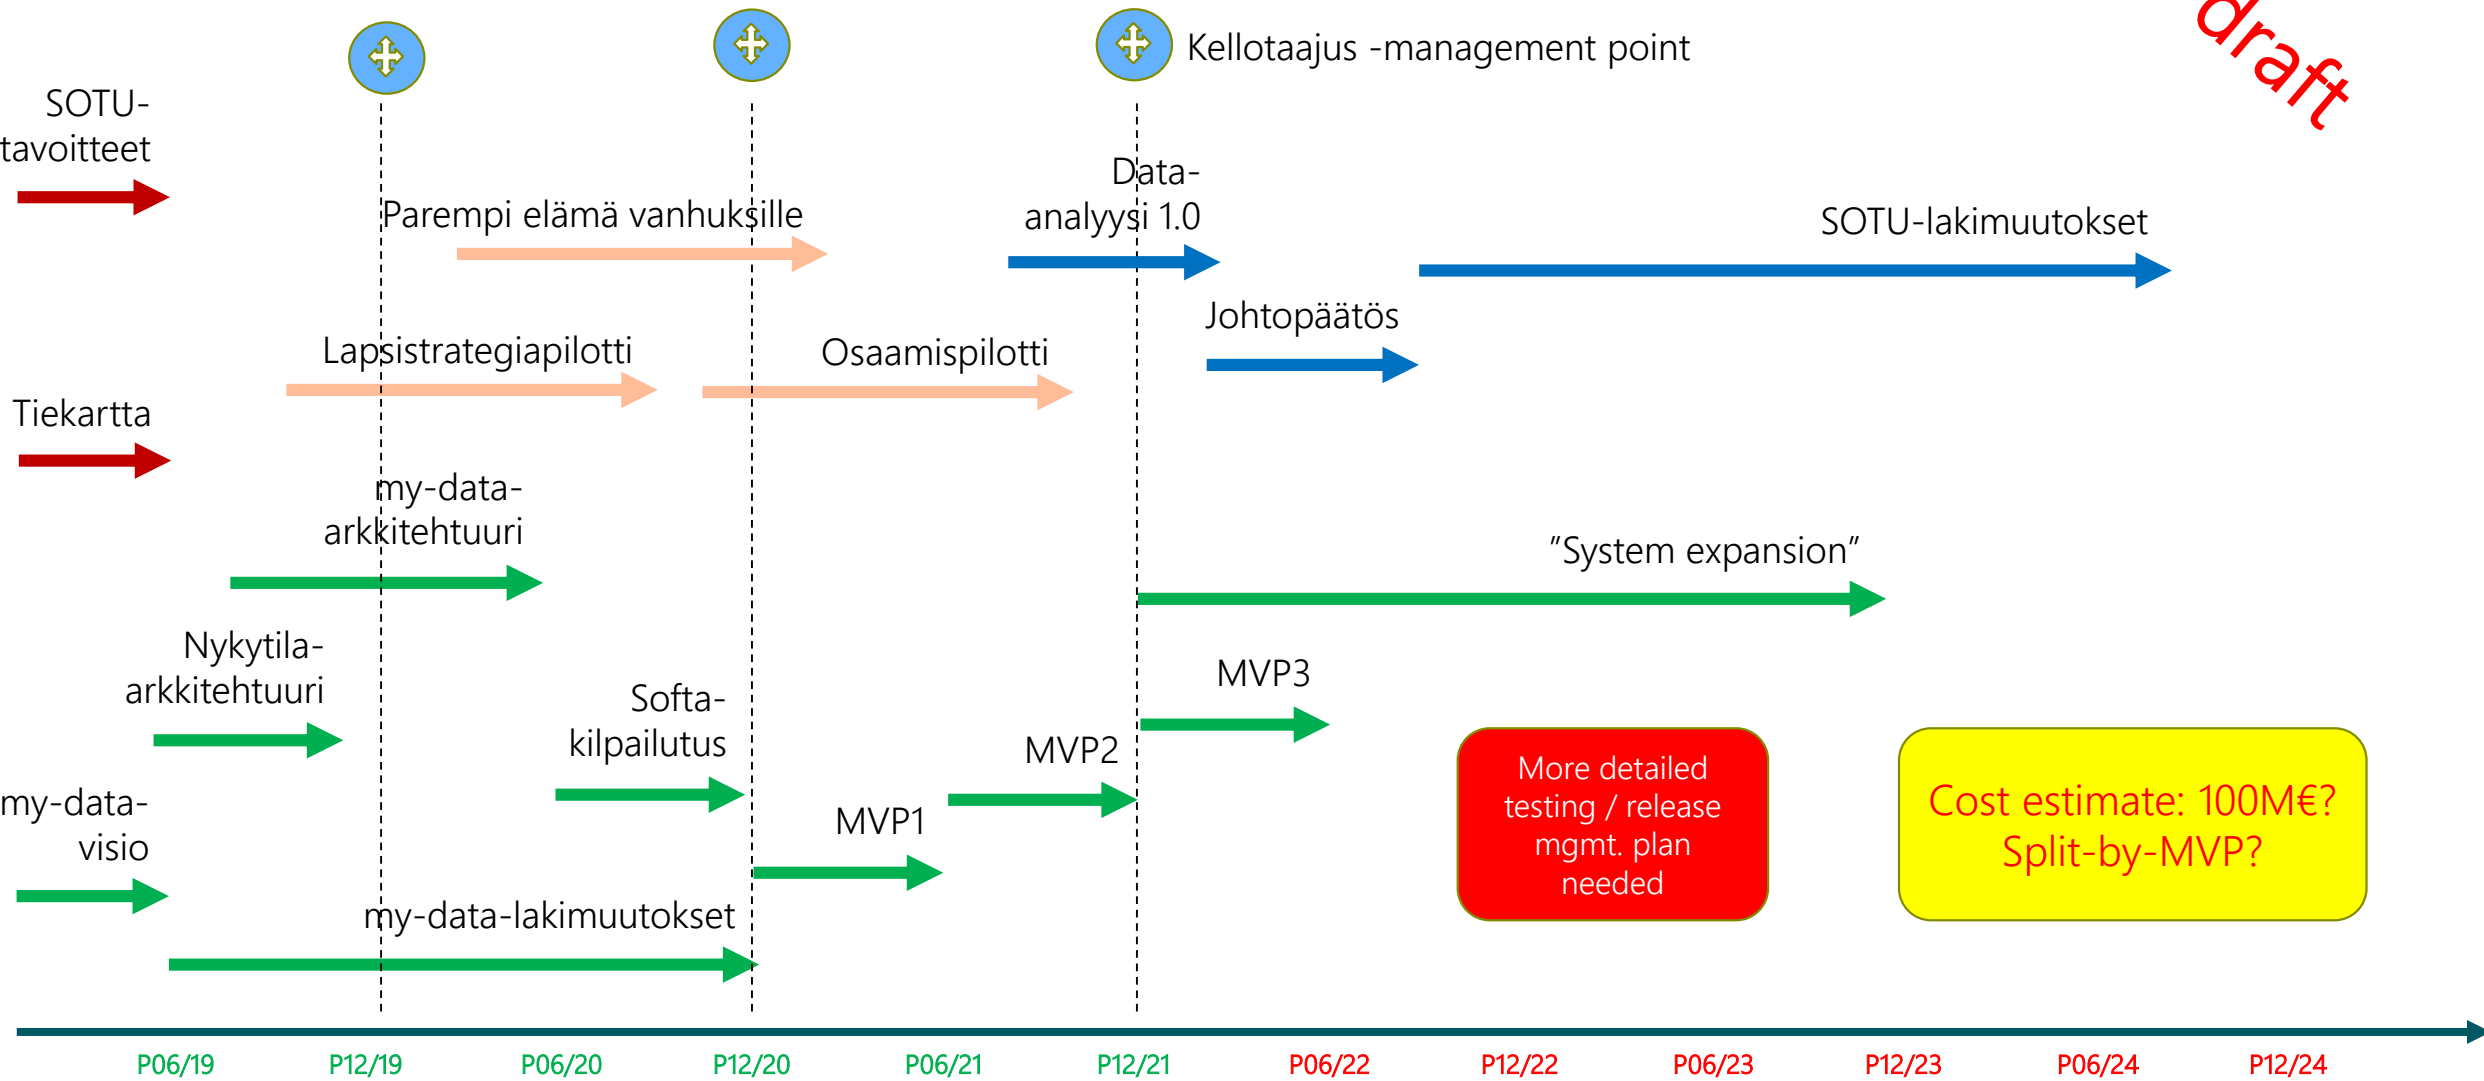 draft
Kellotaajus -management point
SOTU-
tavoitteet
Parempi elämä vanhuksille
Data-
analyysi 1.0
SOTU-lakimuutokset
Johtopäätös
Lapsistrategiapilotti
Osaamispilotti
Tiekartta
my-data-
arkkitehtuuri
"System expansion"
Nykytila-
arkkitehtuuri
Softa-
kilpailutus
MVP3
MVP2
MVP1
my-data-
visio
my-data-lakimuutokset
More detailed
testing / release
mgmt. plan
needed
Cost estimate: 100M€?
Split-by-MVP?
P06/19
P12/19
P06/20
P12/20
P06/21
P12/21
P06/22
P12/22
P06/23
P12/23
P06/24
P12/24